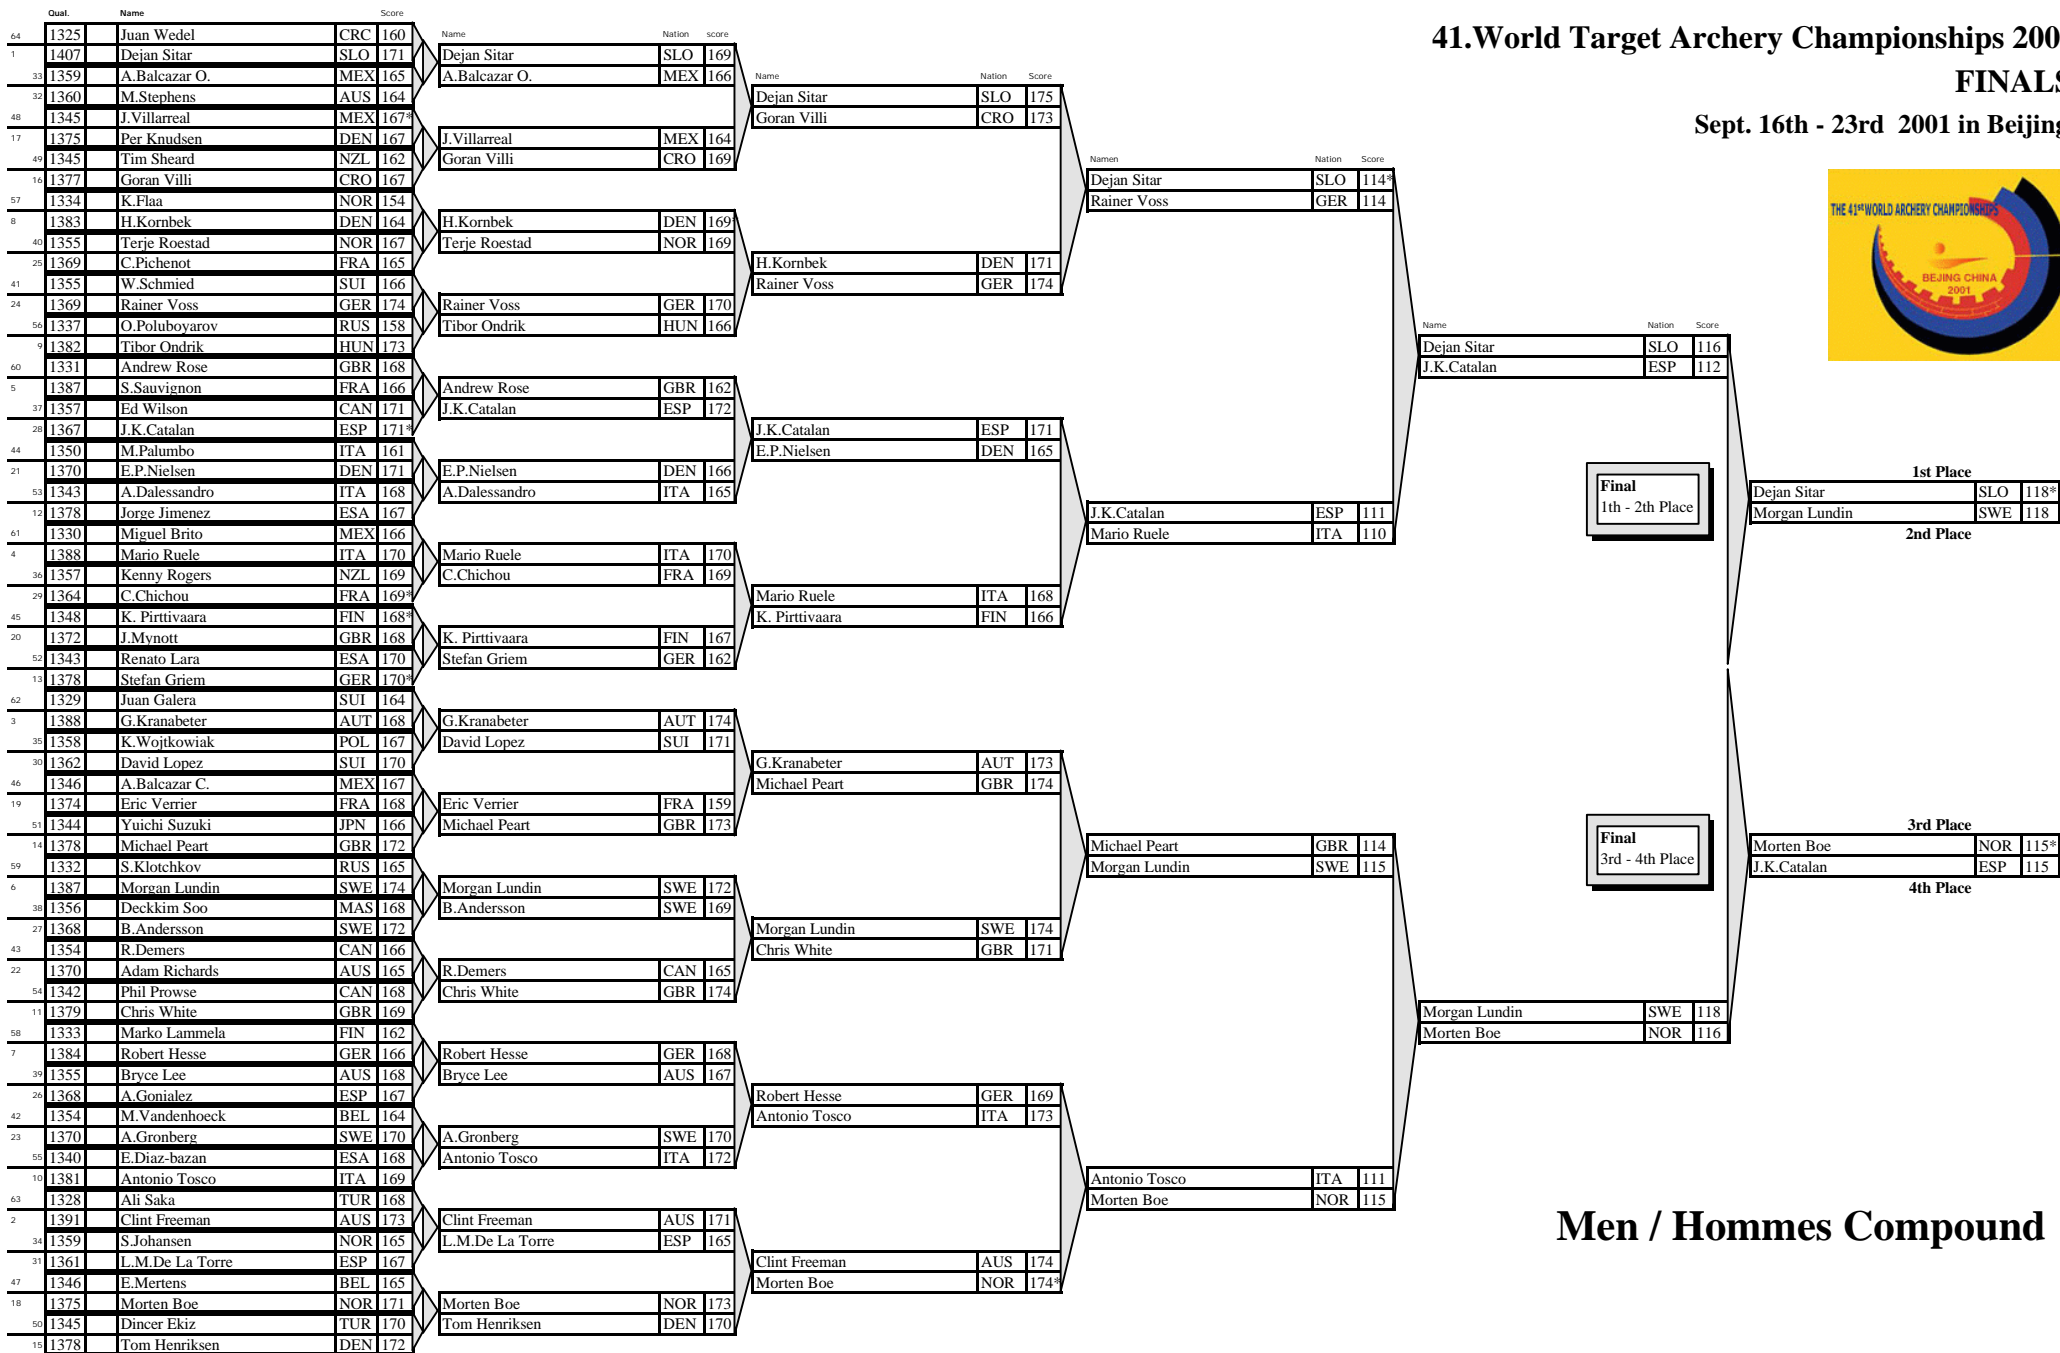 41.World Target Archery Championships 200
FINALS
Sept. 16th - 23rd 2001 in Beijing
THE 41st WORLD ARCHERY CHAMPIONSHIPS
BEIJING CHINA
2001
Qual. Name Score
64 1325 Juan Wedel CRC 160
1 1407 Dejan Sitar SLO 171
33 1359 A.Balcazar O. MEX 165
32 1360 M.Stephens AUS 164
48 1345 J.Villarreal MEX 167*
17 1375 Per Knudsen DEN 167
49 1345 Tim Sheard NZL 162
16 1377 Goran Villi CRO 167
57 1334 K.Flaa NOR 154
8 1383 H.Kornbek DEN 164
40 1355 Terje Roestad NOR 167
25 1369 C.Pichenot FRA 165
41 1355 W.Schmied SUI 166
24 1369 Rainer Voss GER 174
56 1337 O.Poluboyarov RUS 158
9 1382 Tibor Ondrik HUN 173
60 1331 Andrew Rose GBR 168
5 1387 S.Sauvignon FRA 166
37 1357 Ed Wilson CAN 171
28 1367 J.K.Catalan ESP 171*
44 1350 M.Palumbo ITA 161
21 1370 E.P.Nielsen DEN 171
53 1343 A.Dalessandro ITA 168
12 1378 Jorge Jimenez ESA 167
61 1330 Miguel Brito MEX 166
4 1388 Mario Ruele ITA 170
36 1357 Kenny Rogers NZL 169
29 1364 C.Chichou FRA 169*
45 1348 K. Pirttivaara FIN 168*
20 1372 J.Mynott GBR 168
52 1343 Renato Lara ESA 170
13 1378 Stefan Griem GER 170*
62 1329 Juan Galera SUI 164
3 1388 G.Kranabeter AUT 168
35 1358 K.Wojtkowiak POL 167
30 1362 David Lopez SUI 170
46 1346 A.Balcazar C. MEX 167
19 1374 Eric Verrier FRA 168
51 1344 Yuichi Suzuki JPN 166
14 1378 Michael Peart GBR 172
59 1332 S.Klotchkov RUS 165
6 1387 Morgan Lundin SWE 174
38 1356 Deckkim Soo MAS 168
27 1368 B.Andersson SWE 172
43 1354 R.Demers CAN 166
22 1370 Adam Richards AUS 165
54 1342 Phil Prowse CAN 168
11 1379 Chris White GBR 169
58 1333 Marko Lammela FIN 162
7 1384 Robert Hesse GER 166
39 1355 Bryce Lee AUS 168
26 1368 A.Gonialez ESP 167
42 1354 M.Vandenhoeck BEL 164
23 1370 A.Gronberg SWE 170
55 1340 E.Diaz-bazan ESA 168
10 1381 Antonio Tosco ITA 169
63 1328 Ali Saka TUR 168
2 1391 Clint Freeman AUS 173
34 1359 S.Johansen NOR 165
31 1361 L.M.De La Torre ESP 167
47 1346 E.Mertens BEL 165
18 1375 Morten Boe NOR 171
50 1345 Dincer Ekiz TUR 170
15 1378 Tom Henriksen DEN 172
Name Nation score
Dejan Sitar SLO 169
A.Balcazar O. MEX 166
J.Villarreal MEX 164
Goran Villi CRO 169
H.Kornbek DEN 169*
Terje Roestad NOR 169
Rainer Voss GER 170
Tibor Ondrik HUN 166
Andrew Rose GBR 162
J.K.Catalan ESP 172
E.P.Nielsen DEN 166
A.Dalessandro ITA 165
Mario Ruele ITA 170
C.Chichou FRA 169
K. Pirttivaara FIN 167
Stefan Griem GER 162
G.Kranabeter AUT 174
David Lopez SUI 171
Eric Verrier FRA 159
Michael Peart GBR 173
Morgan Lundin SWE 172
B.Andersson SWE 169
R.Demers CAN 165
Chris White GBR 174
Robert Hesse GER 168
Bryce Lee AUS 167
A.Gronberg SWE 170
Antonio Tosco ITA 172
Clint Freeman AUS 171
L.M.De La Torre ESP 165
Morten Boe NOR 173
Tom Henriksen DEN 170
Name Nation Score
Dejan Sitar SLO 175
Goran Villi CRO 173
H.Kornbek DEN 171
Rainer Voss GER 174
J.K.Catalan ESP 171
E.P.Nielsen DEN 165
Mario Ruele ITA 168
K. Pirttivaara FIN 166
G.Kranabeter AUT 173
Michael Peart GBR 174
Morgan Lundin SWE 174
Chris White GBR 171
Robert Hesse GER 169
Antonio Tosco ITA 173
Clint Freeman AUS 174
Morten Boe NOR 174*
Namen Nation Score
Dejan Sitar SLO 114*
Rainer Voss GER 114
J.K.Catalan ESP 111
Mario Ruele ITA 110
Michael Peart GBR 114
Morgan Lundin SWE 115
Antonio Tosco ITA 111
Morten Boe NOR 115
Name Nation Score
Dejan Sitar SLO 116
J.K.Catalan ESP 112
Morgan Lundin SWE 118
Morten Boe NOR 116
Final
1th - 2th Place
1st Place
Dejan Sitar SLO 118*
Morgan Lundin SWE 118
2nd Place
Final
3rd - 4th Place
3rd Place
Morten Boe NOR 115*
J.K.Catalan ESP 115
4th Place
Men / Hommes Compound